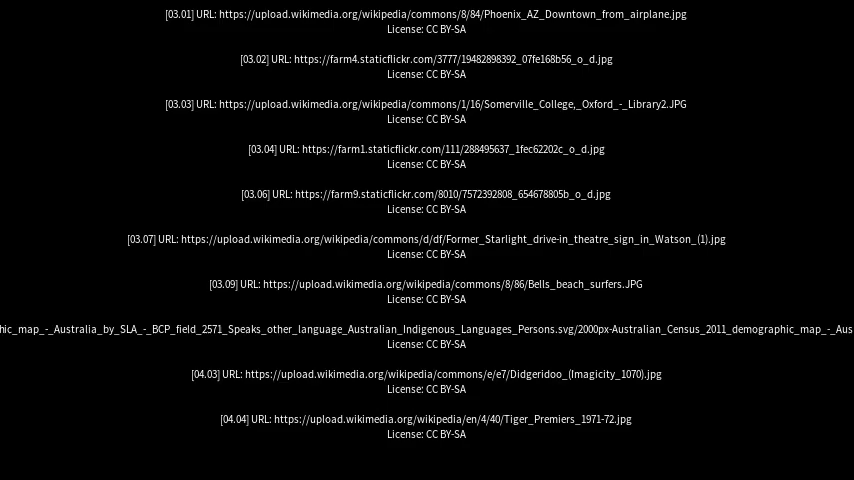 [03.01] URL: https://upload.wikimedia.org/wikipedia/commons/8/84/Phoenix_AZ_Downtown_from_airplane.jpg
License: CC BY-SA
[03.02] URL: https://farm4.staticflickr.com/3777/19482898392_07fe168b56_o_d.jpg
License: CC BY-SA
[03.03] URL: https://upload.wikimedia.org/wikipedia/commons/1/16/Somerville_College,_Oxford_-_Library2.JPG
License: CC BY-SA
[03.04] URL: https://farm1.staticflickr.com/111/288495637_1fec62202c_o_d.jpg
License: CC BY-SA
[03.06] URL: https://farm9.staticflickr.com/8010/7572392808_654678805b_o_d.jpg
License: CC BY-SA
[03.07] URL: https://upload.wikimedia.org/wikipedia/commons/d/df/Former_Starlight_drive-in_theatre_sign_in_Watson_(1).jpg
License: CC BY-SA
[03.09] URL: https://upload.wikimedia.org/wikipedia/commons/8/86/Bells_beach_surfers.JPG
License: CC BY-SA
hic_map_-_Australia_by_SLA_-_BCP_field_2571_Speaks_other_language_Australian_Indigenous_Languages_Persons.svg/2000px-Australian_Census_2011_demographic_map_-_Aus
License: CC BY-SA
[04.03] URL: https://upload.wikimedia.org/wikipedia/commons/e/e7/Didgeridoo_(Imagicity_1070).jpg
License: CC BY-SA
[04.04] URL: https://upload.wikimedia.org/wikipedia/en/4/40/Tiger_Premiers_1971-72.jpg
License: CC BY-SA